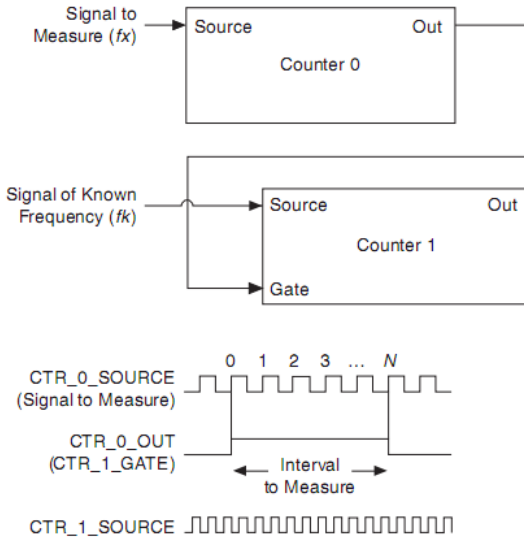 Signal to
Measure (fx)
Source
Out
Counter 0
Signal of Known
Frequency (fk)
Source
Out
Counter 1
Gate
0 1 2 3 ... N
CTR_0_SOURCE
(Signal to Measure)
CTR_0_OUT
(CTR_1_GATE)
Interval
to Measure
CTR_1_SOURCE